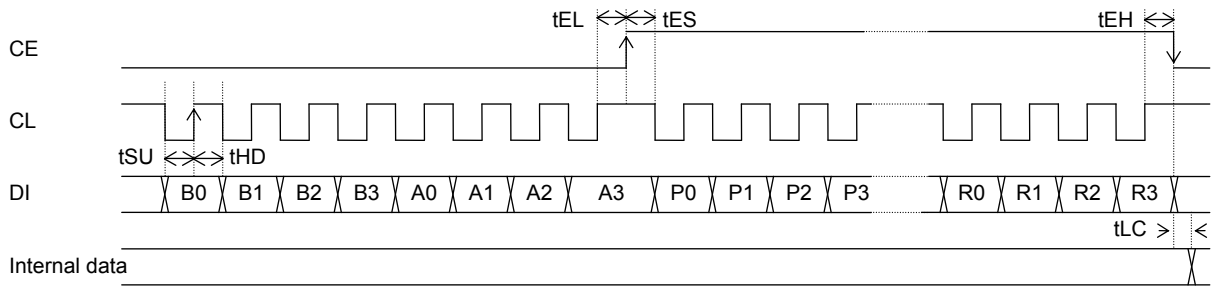 tEL tES tEH
CE
CL
tSU tHD
DI B0 B1 B2 B3 A0 A1 A2 A3 P0 P1 P2 P3 R0 R1 R2 R3
tLC
Internal data